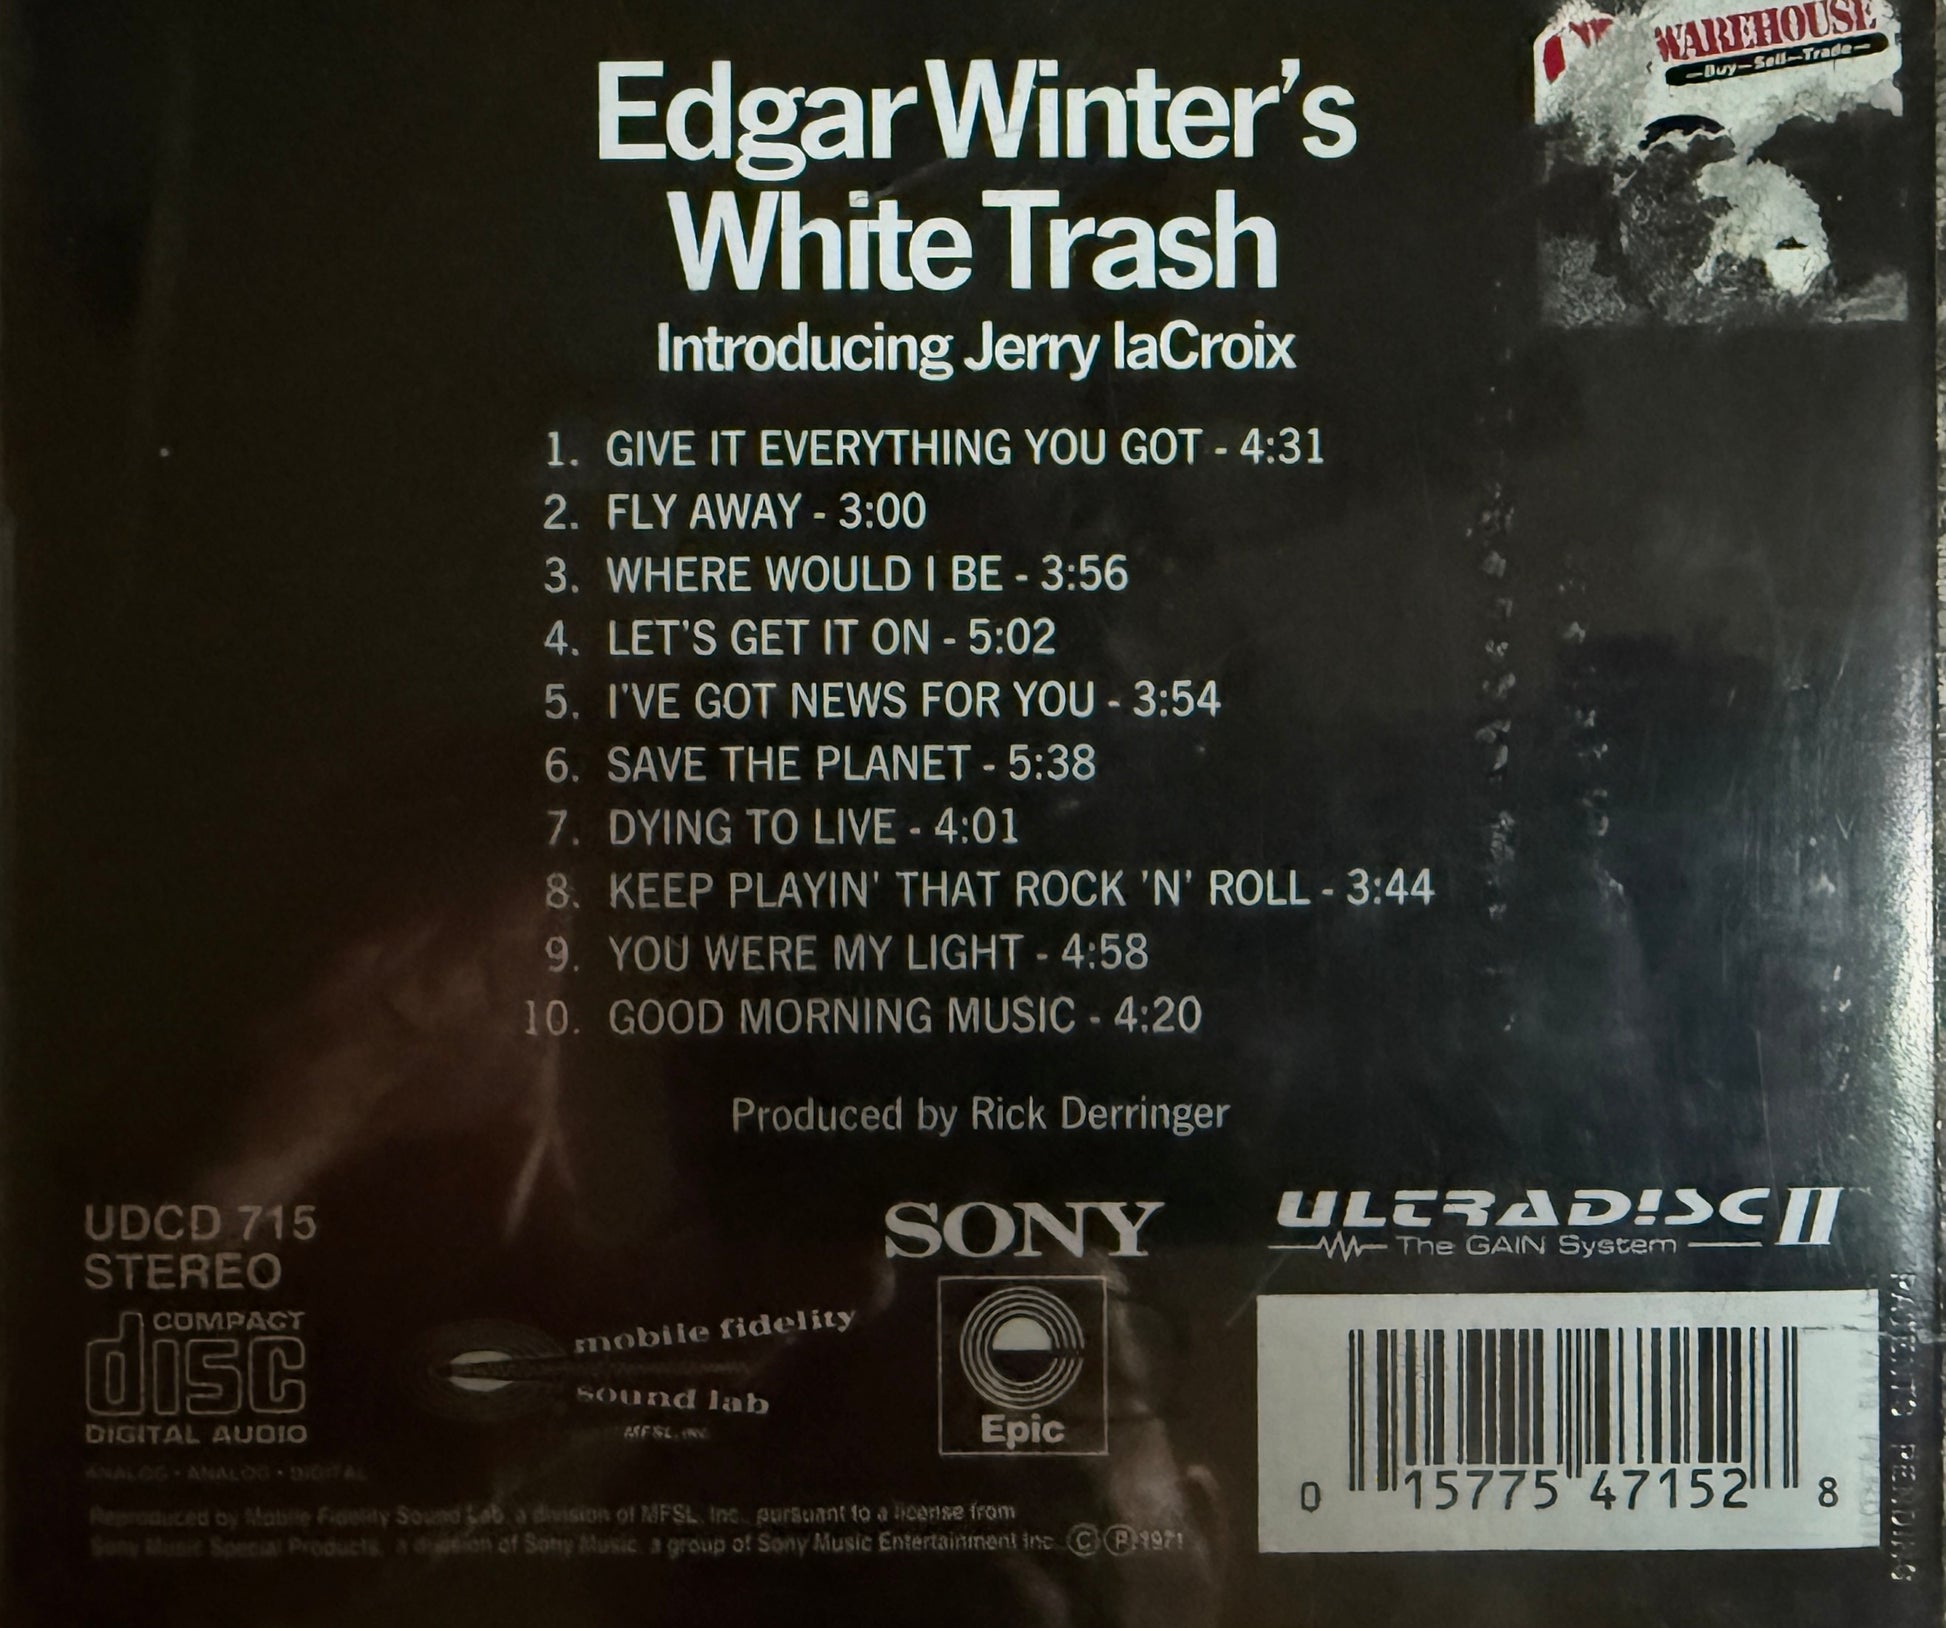 WAREHOUSE
—Buy—Sell—Trade—
Edgar Winter's
White Trash
Introducing Jerry laCroix
1. GIVE IT EVERYTHING YOU GOT - 4:31
2. FLY AWAY - 3:00
3. WHERE WOULD I BE - 3:56
4. LET'S GET IT ON - 5:02
5. I'VE GOT NEWS FOR YOU - 3:54
6. SAVE THE PLANET - 5:38
7. DYING TO LIVE - 4:01
8. KEEP PLAYIN' THAT ROCK 'N' ROLL - 3:44
9. YOU WERE MY LIGHT - 4:58
10. GOOD MORNING MUSIC - 4:20
Produced by Rick Derringer
UDCD 715
STEREO
COMPACT
disc
DIGITAL AUDIO
ANALOG • ANALOG • DIGITAL
mobile fidelity
sound lab
MFSL, INC.
SONY
Epic
ULTRADISC II
The GAIN System
0 15775 47152 8
Reproduced by Mobile Fidelity Sound Lab, a division of MFSL, Inc., pursuant to a license from
Sony Music Special Products, a division of Sony Music, a group of Sony Music Entertainment Inc. © ℗ 1971
PATENTS PENDING